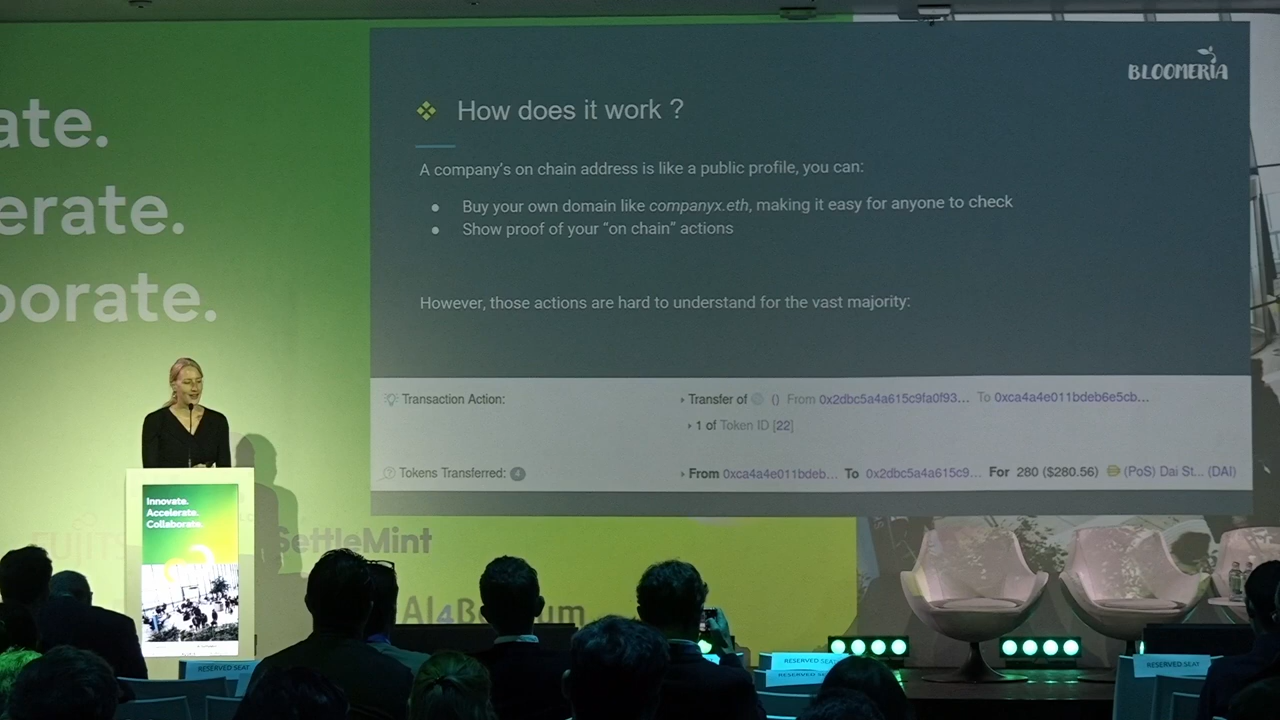 ate.
erate.
borate.
BLOOMERIA
How does it work ?
A company's on chain address is like a public profile, you can:
• Buy your own domain like companyx.eth, making it easy for anyone to check
• Show proof of your “on chain” actions
However, those actions are hard to understand for the vast majority:
Transaction Action:
Transfer of () From 0x2dbc5a4a615c9fa0f93... To 0xca4a4e011bdeb6e5cb...
1 of Token ID [22]
Tokens Transferred: 4
From 0xca4a4e011bdeb... To 0x2dbc5a4a615c9... For 280 ($280.56) (PoS) Dai St... (DAI)
Innovate.
Accelerate.
Collaborate.
SettleMint
RESERVED SEAT
RESERVED SEAT
RESERVED SEAT